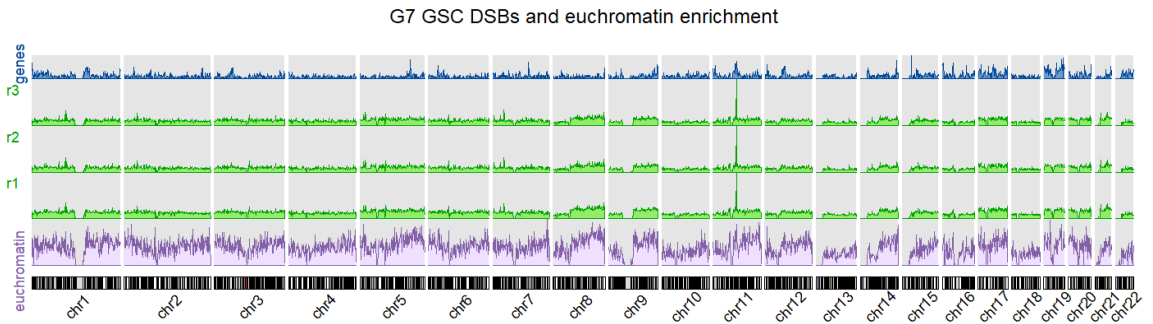 G7 GSC DSBs and euchromatin enrichment
genes
r3
r2
r1
euchromatin
chr1
chr2
chr3
chr4
chr5
chr6
chr7
chr8
chr9
chr10
chr11
chr12
chr13
chr14
chr15
chr16
chr17
chr18
chr19
chr20
chr21
chr22